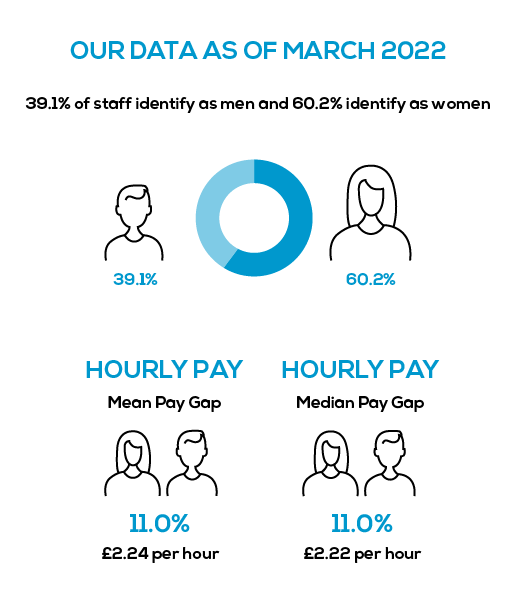 OUR DATA AS OF MARCH 2022
39.1% of staff identify as men and 60.2% identify as women
39.1%
60.2%
HOURLY PAY
Mean Pay Gap
11.0%
£2.24 per hour
HOURLY PAY
Median Pay Gap
11.0%
£2.22 per hour